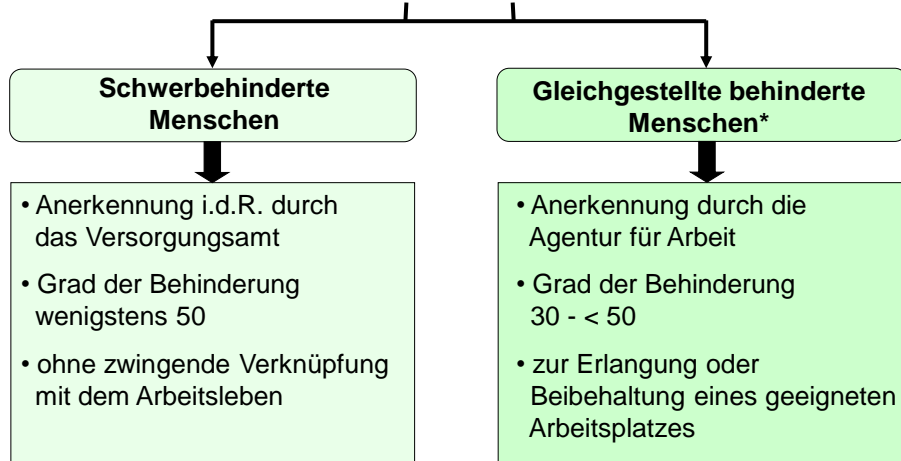 Schwerbehinderte
Menschen
• Anerkennung i.d.R. durch
das Versorgungsamt
• Grad der Behinderung
wenigstens 50
• ohne zwingende Verknüpfung
mit dem Arbeitsleben
Gleichgestellte behinderte
Menschen*
• Anerkennung durch die
Agentur für Arbeit
• Grad der Behinderung
30 - < 50
• zur Erlangung oder
Beibehaltung eines geeigneten
Arbeitsplatzes